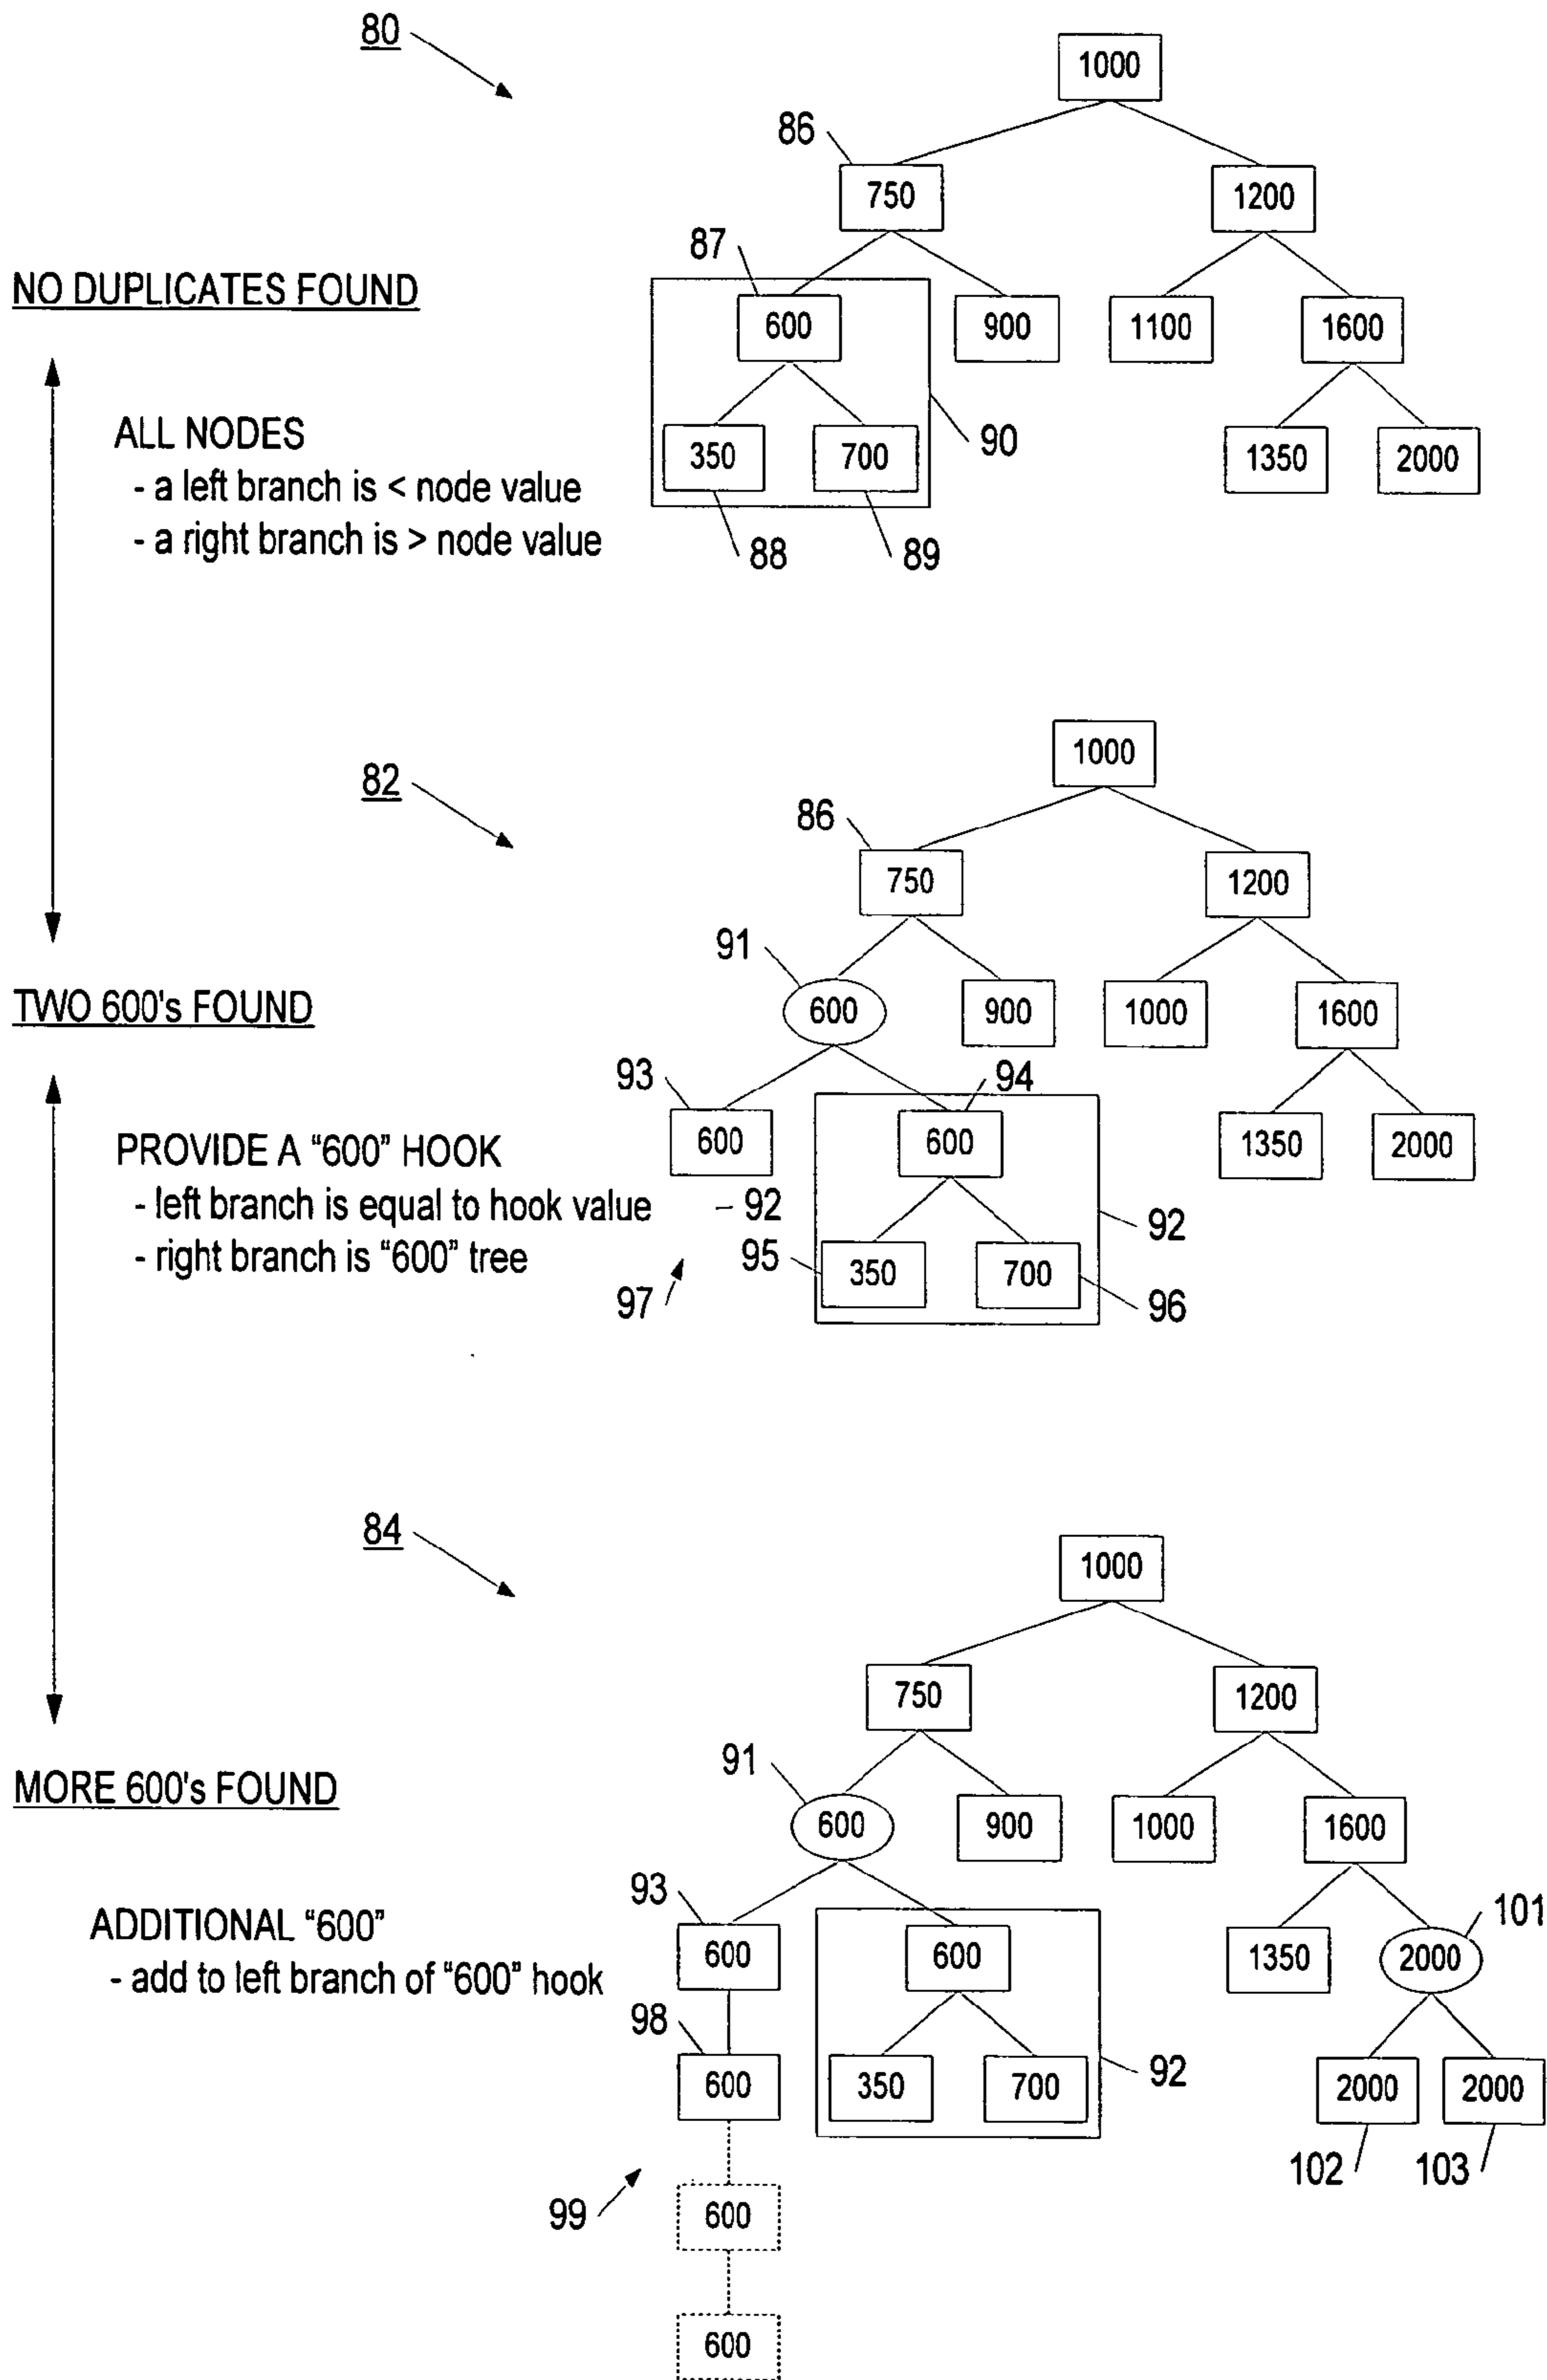 80
1000
86
750 1200
87
NO DUPLICATES FOUND
600 900 1100 1600
ALL NODES
90
350 700 1350 2000
- a left branch is < node value
- a right branch is > node value
88 89
82
1000
86
750 1200
91
TWO 600's FOUND
600 900 1000 1600
93 94
PROVIDE A “600” HOOK
600 600 1350 2000
- left branch is equal to hook value
- 92 92
- right branch is “600” tree
95 350 700
97 96
84
1000
750 1200
91
MORE 600's FOUND
600 900 1000 1600
93
101
ADDITIONAL “600”
600 600 1350 2000
- add to left branch of “600” hook
98
600 350 700 92 2000 2000
102 103
99
600
600